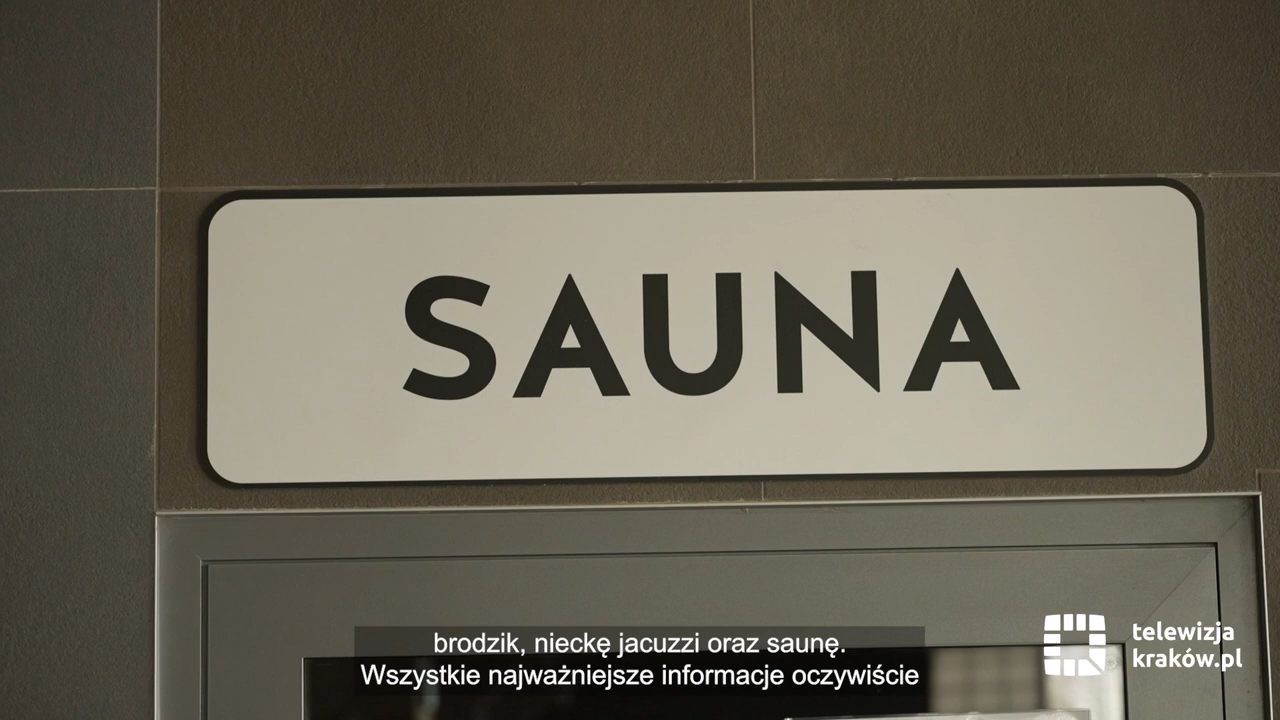 SAUNA
brodzik, nieckę jacuzzi oraz saunę.
Wszystkie najważniejsze informacje oczywiście
telewizja
kraków.pl